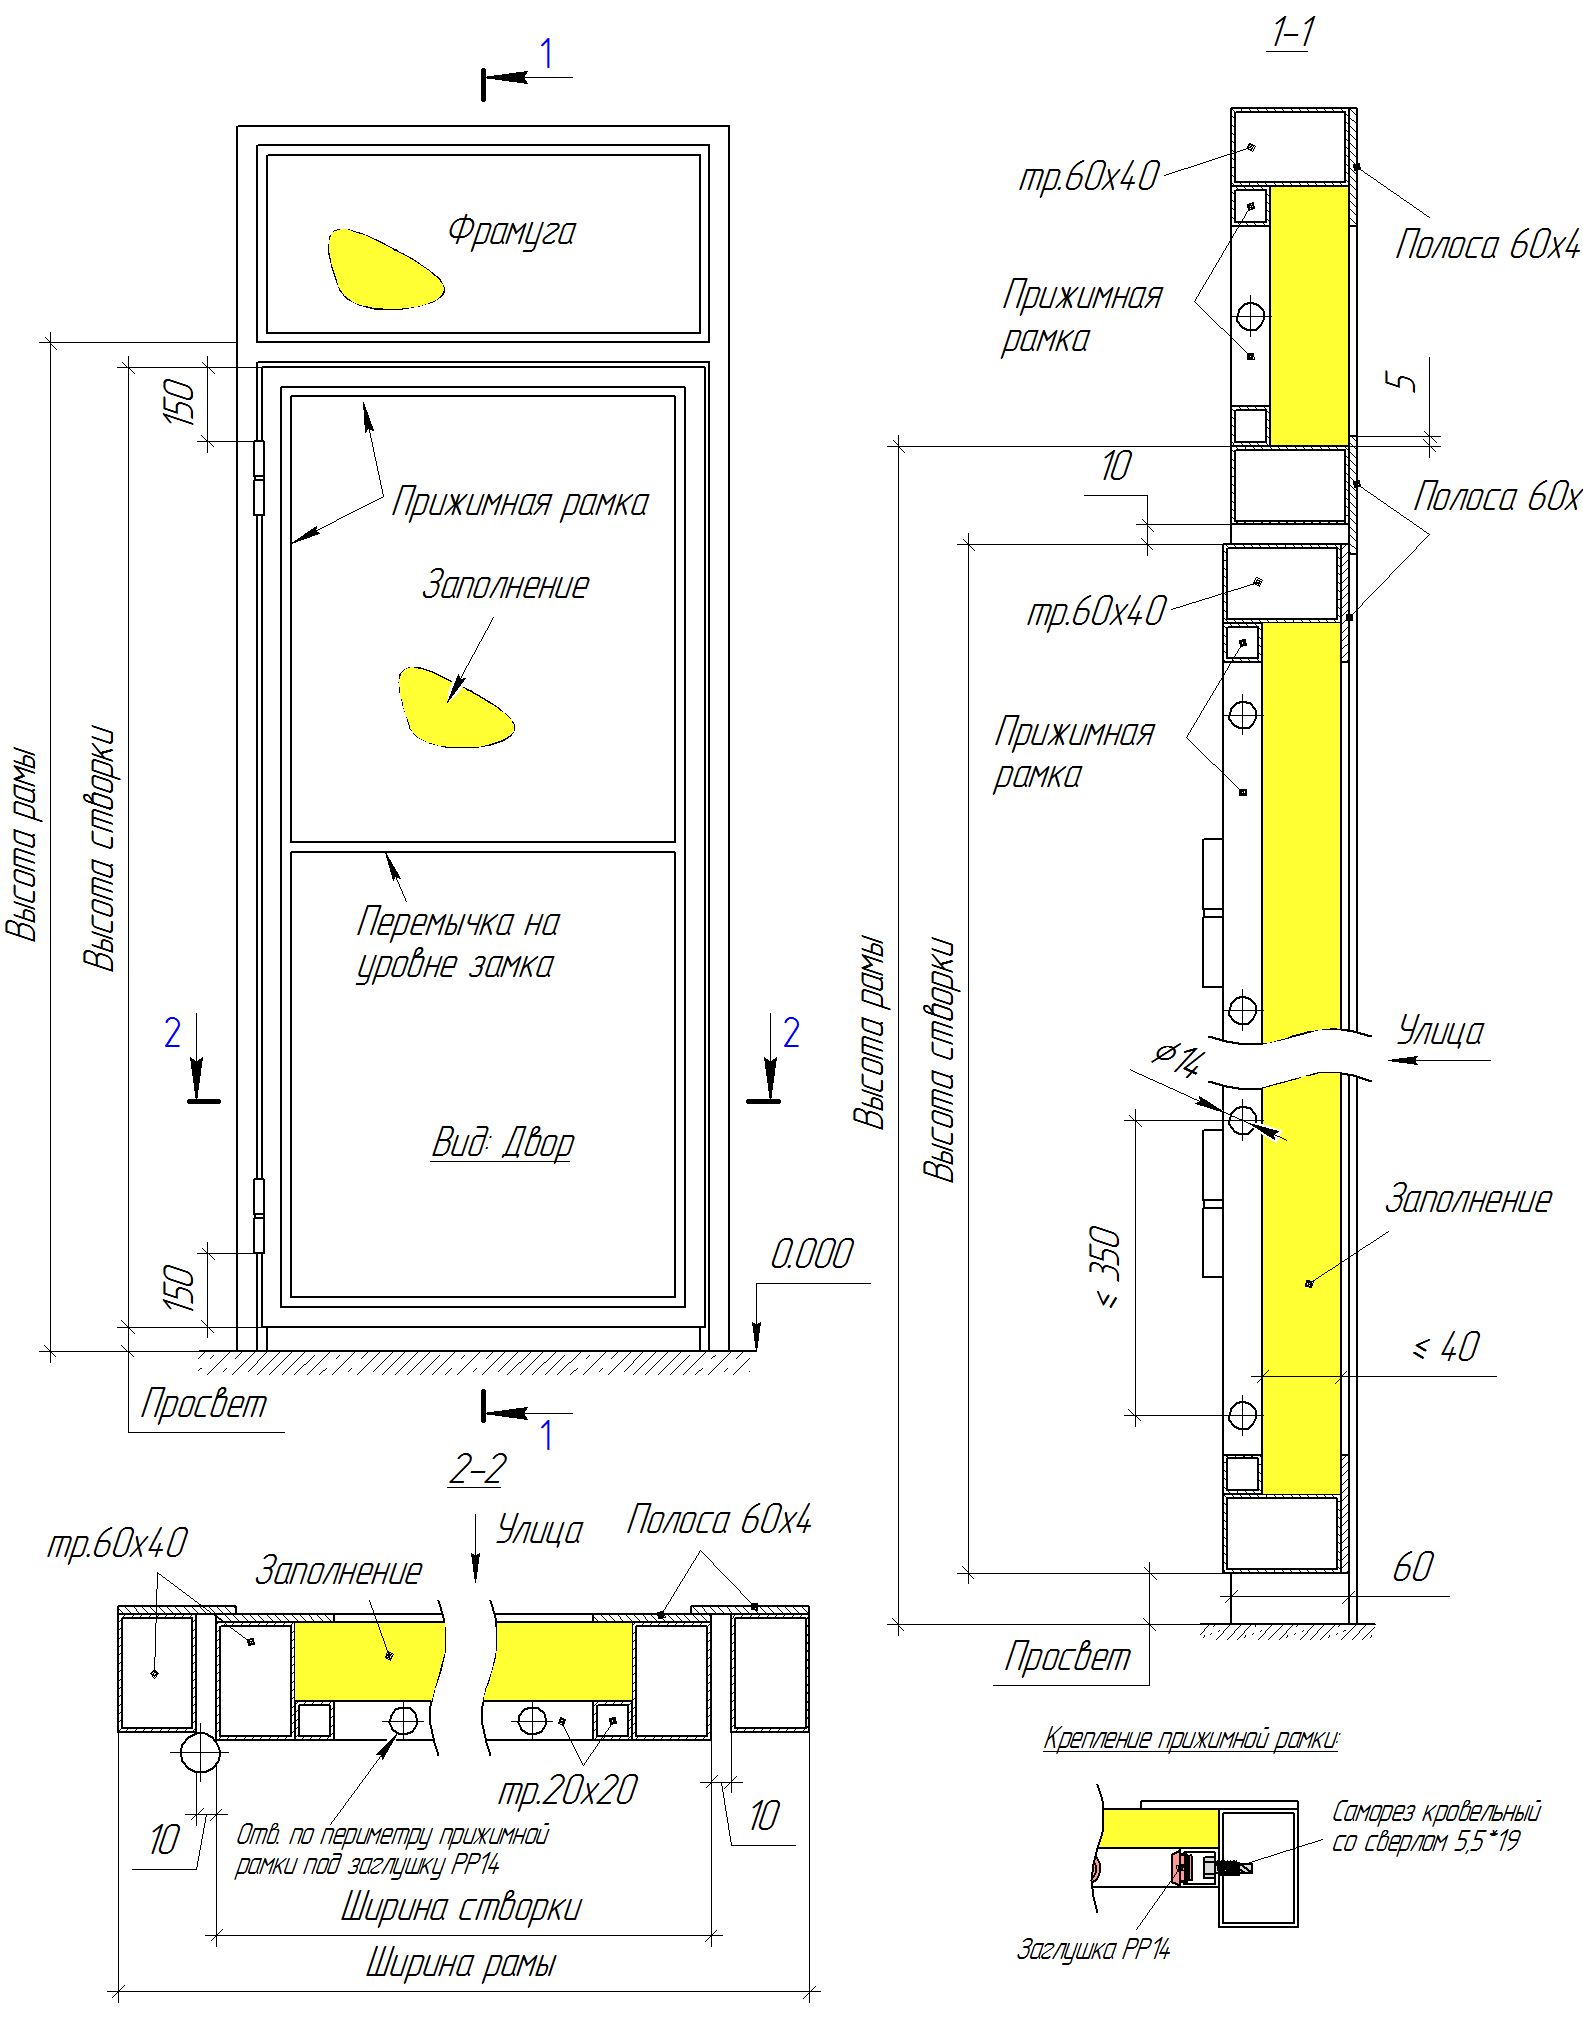 1
1-1
тр.60х40
Полоса 60х4
Фрамуга
Прижимная
рамка
5
150
10
Прижимная рамка
Полоса 60х
Заполнение
тр.60х40
Прижимная
рамка
Высота рамы
Высота створки
Перемычка на
уровне замка
Высота рамы
Высота створки
2
2
Улица
⌀14
Вид: Двор
Заполнение
0.000
150
≤ 350
≤ 40
Просвет
1
2-2
Улица
Полоса 60х4
тр.60х40
Заполнение
60
Просвет
Крепление прижимной рамки:
тр.20х20
10
10
Отв. по периметру прижимной
рамки под заглушку РР14
Саморез кровельный
со сверлом 5,5*19
Ширина створки
Заглушка РР14
Ширина рамы